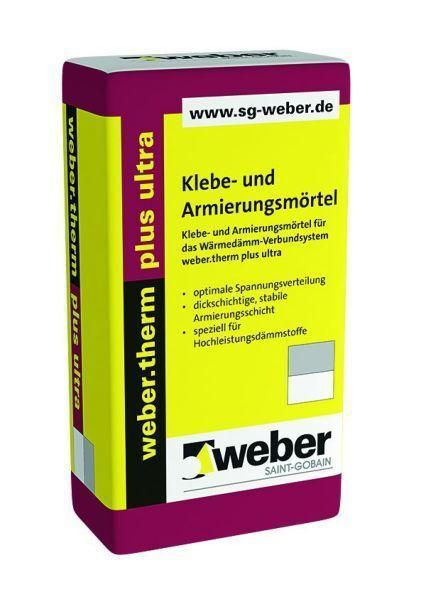 www.sg-weber.de
Klebe- und
Armierungsmörtel
Klebe- und Armierungsmörtel für
das Wärmedämm-Verbundsystem
weber.therm plus ultra
• optimale Spannungsverteilung
• dickschichtige, stabile
Armierungsschicht
• speziell für
Hochleistungsdämmstoffe
weber
SAINT-GOBAIN
weber.therm plus ultra
weber.therm plus ultra